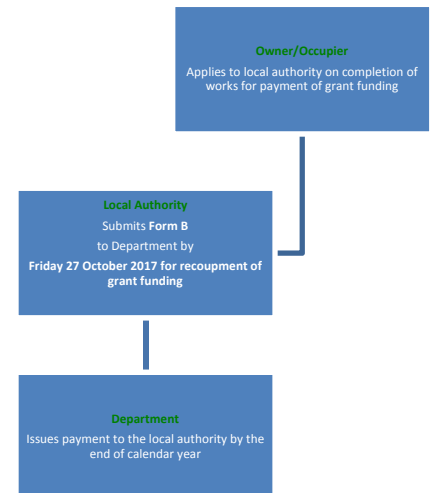 Owner/Occupier
Applies to local authority on completion of
works for payment of grant funding
Local Authority
Submits Form B
to Department by
Friday 27 October 2017 for recoupment of
grant funding
Department
Issues payment to the local authority by the
end of calendar year